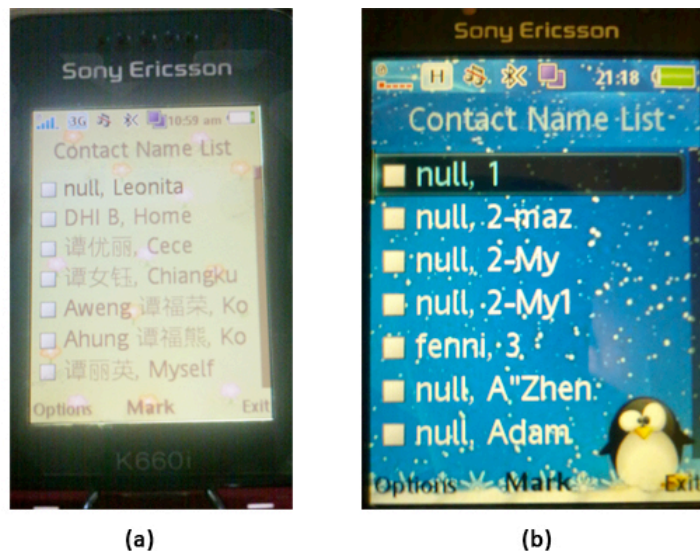 Sony Ericsson
3G 10:59 am
Contact Name List
null, Leonita
DHI B, Home
谭优丽, Cece
谭女钰, Chiangku
Aweng 谭福荣, Ko
Ahung 谭福熊, Ko
谭丽英, Myself
Options Mark Exit
K660i
(a)
Sony Ericsson
H 21:18
Contact Name List
null, 1
null, 2-maz
null, 2-My
null, 2-My1
fenni, 3
null, A"Zhen
null, Adam
Options Mark Exit
(b)